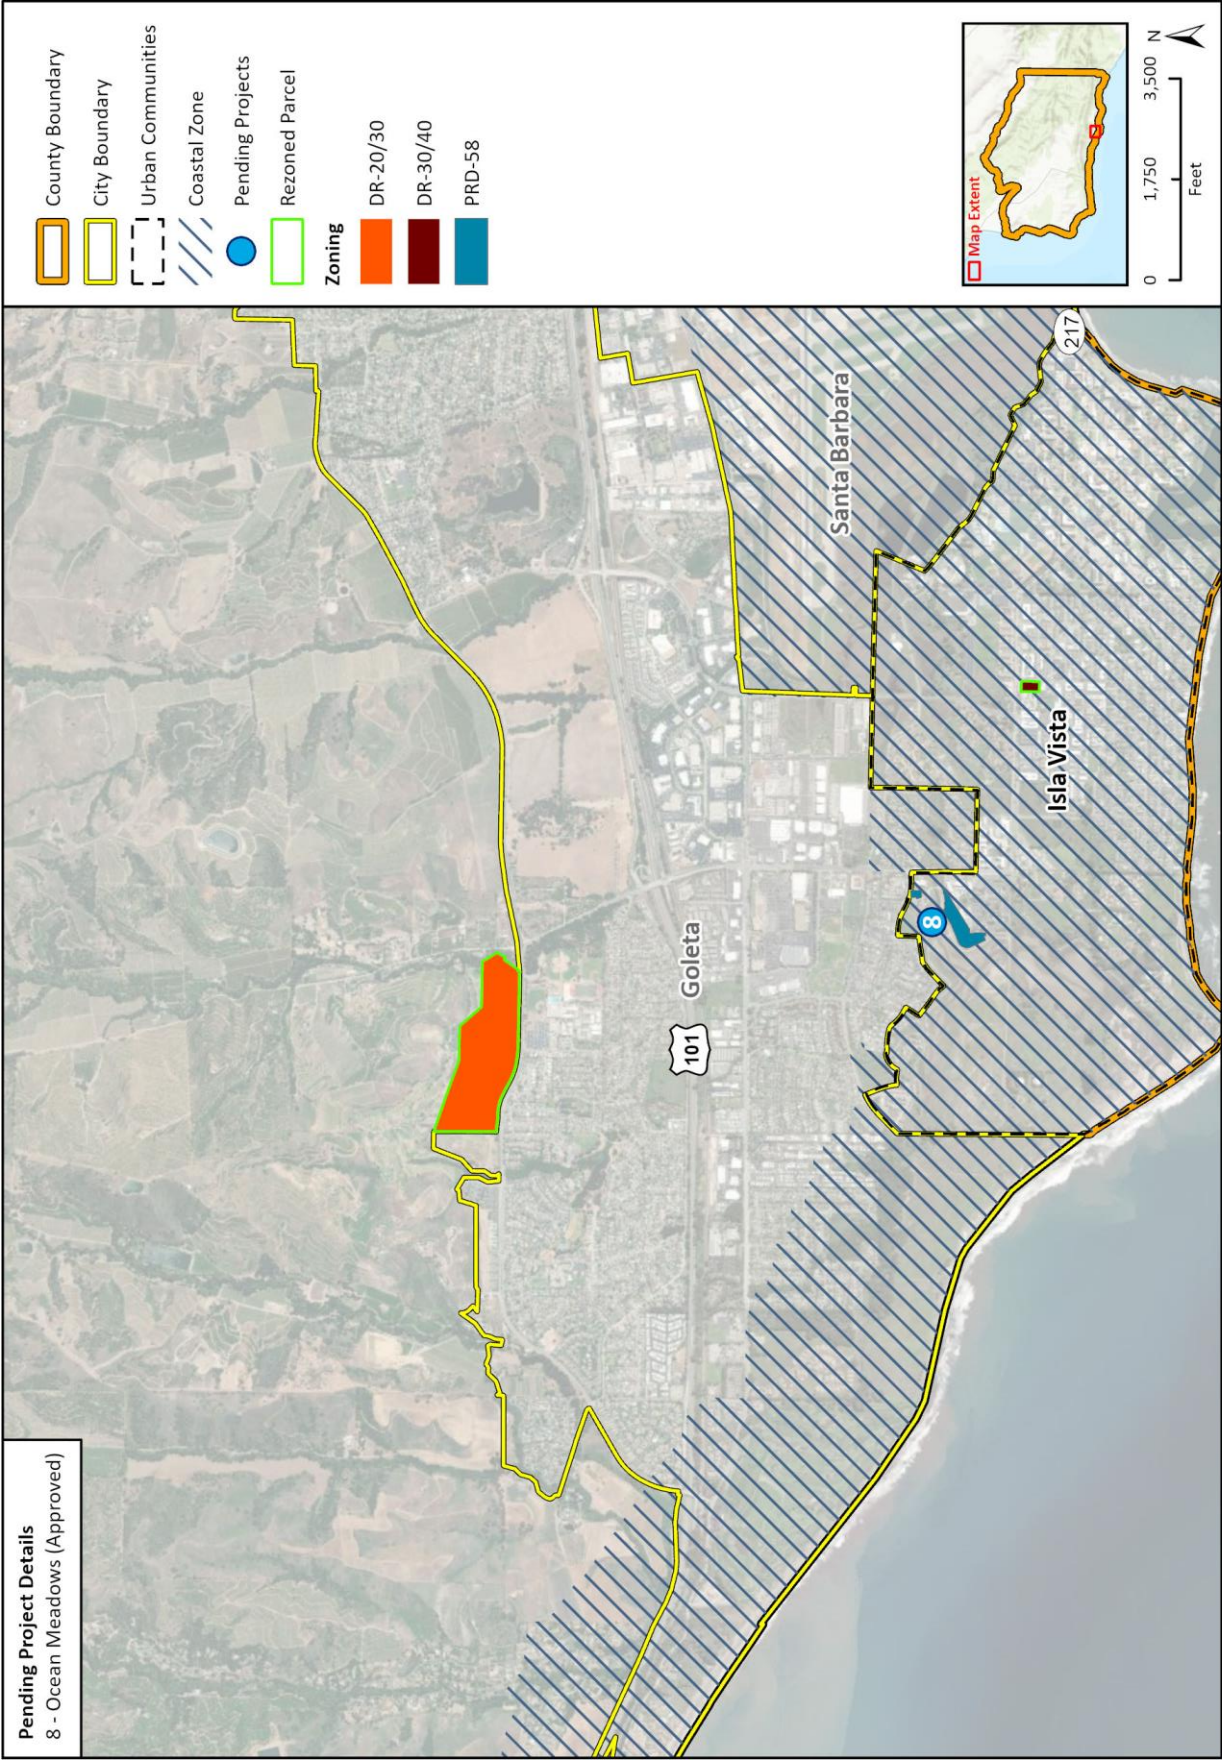 Pending Project Details
8 - Ocean Meadows (Approved)
101
Goleta
8
Santa Barbara
Isla Vista
217
County Boundary
City Boundary
Urban Communities
Coastal Zone
Pending Projects
Rezoned Parcel
Zoning
DR-20/30
DR-30/40
PRD-58
Map Extent
0 1,750 3,500
Feet
N